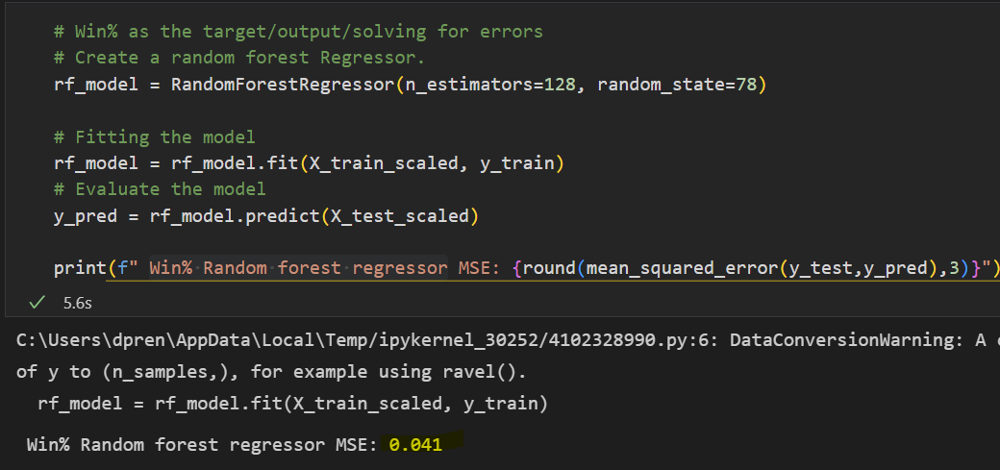 # Win% as the target/output/solving for errors
# Create a random forest Regressor.
rf_model = RandomForestRegressor(n_estimators=128, random_state=78)
# Fitting the model
rf_model = rf_model.fit(X_train_scaled, y_train)
# Evaluate the model
y_pred = rf_model.predict(X_test_scaled)
print(f" Win% Random forest regressor MSE: {round(mean_squared_error(y_test,y_pred),3)}")
5.6s
C:\Users\dpren\AppData\Local\Temp/ipykernel_30252/4102328990.py:6: DataConversionWarning: A
of y to (n_samples,), for example using ravel().
rf_model = rf_model.fit(X_train_scaled, y_train)
Win% Random forest regressor MSE: 0.041